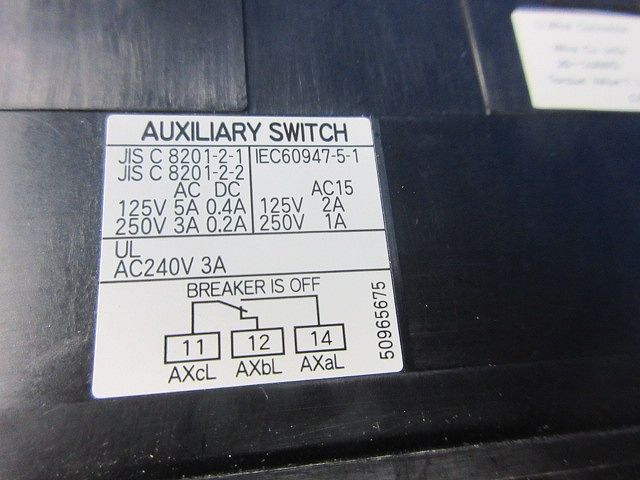 AUXILIARY SWITCH
JIS C 8201-2-1
JIS C 8201-2-2
AC DC
125V 5A 0.4A
250V 3A 0.2A
IEC60947-5-1
AC15
125V 2A
250V 1A
UL
AC240V 3A
BREAKER IS OFF
11 12 14
AXcL AXbL AXaL
50965675